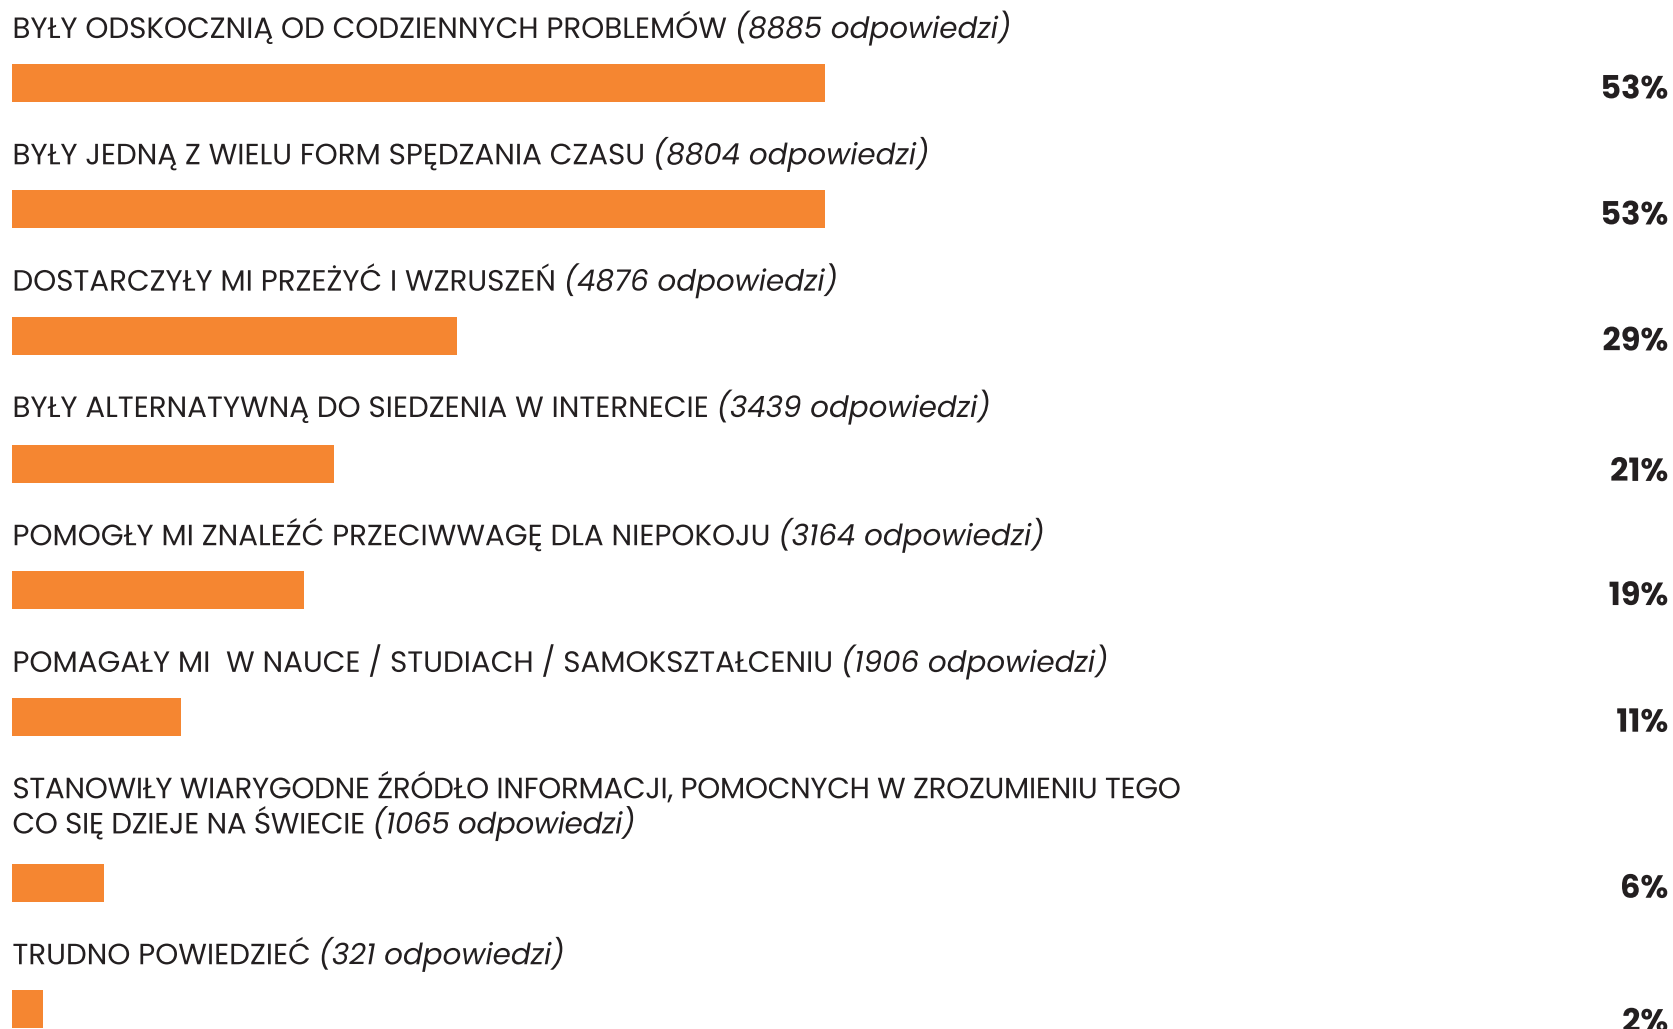 BYŁY ODSKOCZNIĄ OD CODZIENNYCH PROBLEMÓW (8885 odpowiedzi)
53%
BYŁY JEDNĄ Z WIELU FORM SPĘDZANIA CZASU (8804 odpowiedzi)
53%
DOSTARCZYŁY MI PRZEŻYĆ I WZRUSZEŃ (4876 odpowiedzi)
29%
BYŁY ALTERNATYWNĄ DO SIEDZENIA W INTERNECIE (3439 odpowiedzi)
21%
POMOGŁY MI ZNALEŹĆ PRZECIWWAGĘ DLA NIEPOKOJU (3164 odpowiedzi)
19%
POMAGAŁY MI  W NAUCE / STUDIACH / SAMOKSZTAŁCENIU (1906 odpowiedzi)
11%
STANOWIŁY WIARYGODNE ŹRÓDŁO INFORMACJI, POMOCNYCH W ZROZUMIENIU TEGO
CO SIĘ DZIEJE NA ŚWIECIE (1065 odpowiedzi)
6%
TRUDNO POWIEDZIEĆ (321 odpowiedzi)
2%